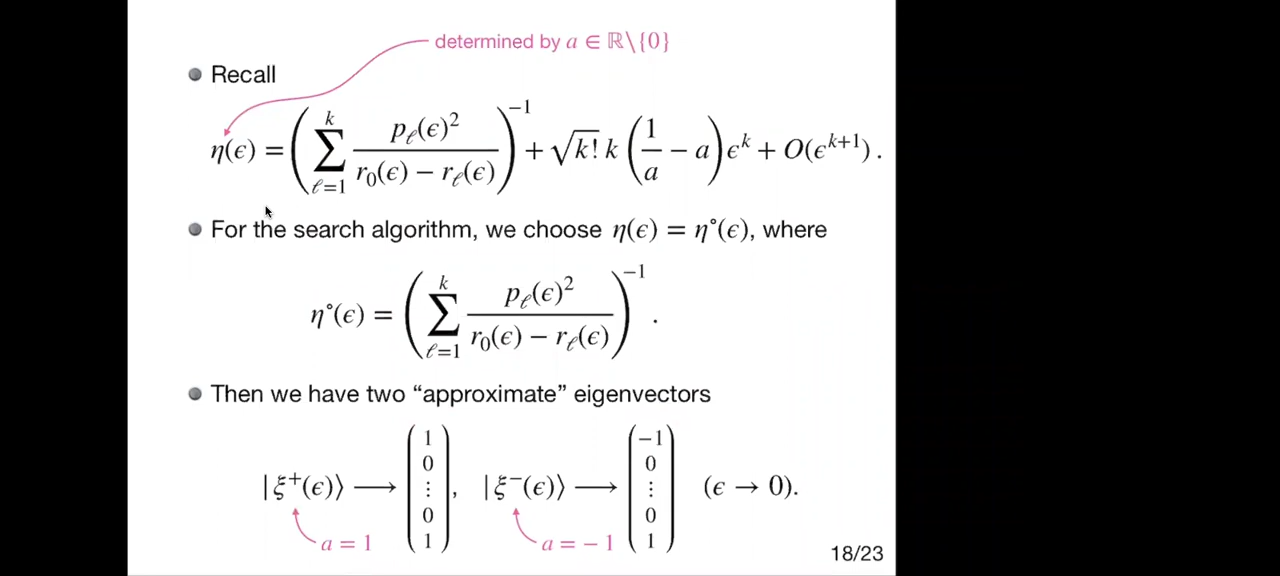 determined by a ∈ ℝ\{0}
• Recall
η(ϵ) = ( ∑_{ℓ=1}^{k} p_ℓ(ϵ)² / (r₀(ϵ) − r_ℓ(ϵ)) )^{−1} + √k! k (1/a − a) ϵ^k + O(ϵ^{k+1}) .
• For the search algorithm, we choose η(ϵ) = η°(ϵ), where
η°(ϵ) = ( ∑_{ℓ=1}^{k} p_ℓ(ϵ)² / (r₀(ϵ) − r_ℓ(ϵ)) )^{−1} .
• Then we have two “approximate” eigenvectors
|ξ⁺(ϵ)⟩ ⟶ (1 0 ⋮ 0 1), |ξ⁻(ϵ)⟩ ⟶ (−1 0 ⋮ 0 1) (ϵ → 0).
a = 1 a = − 1
18/23